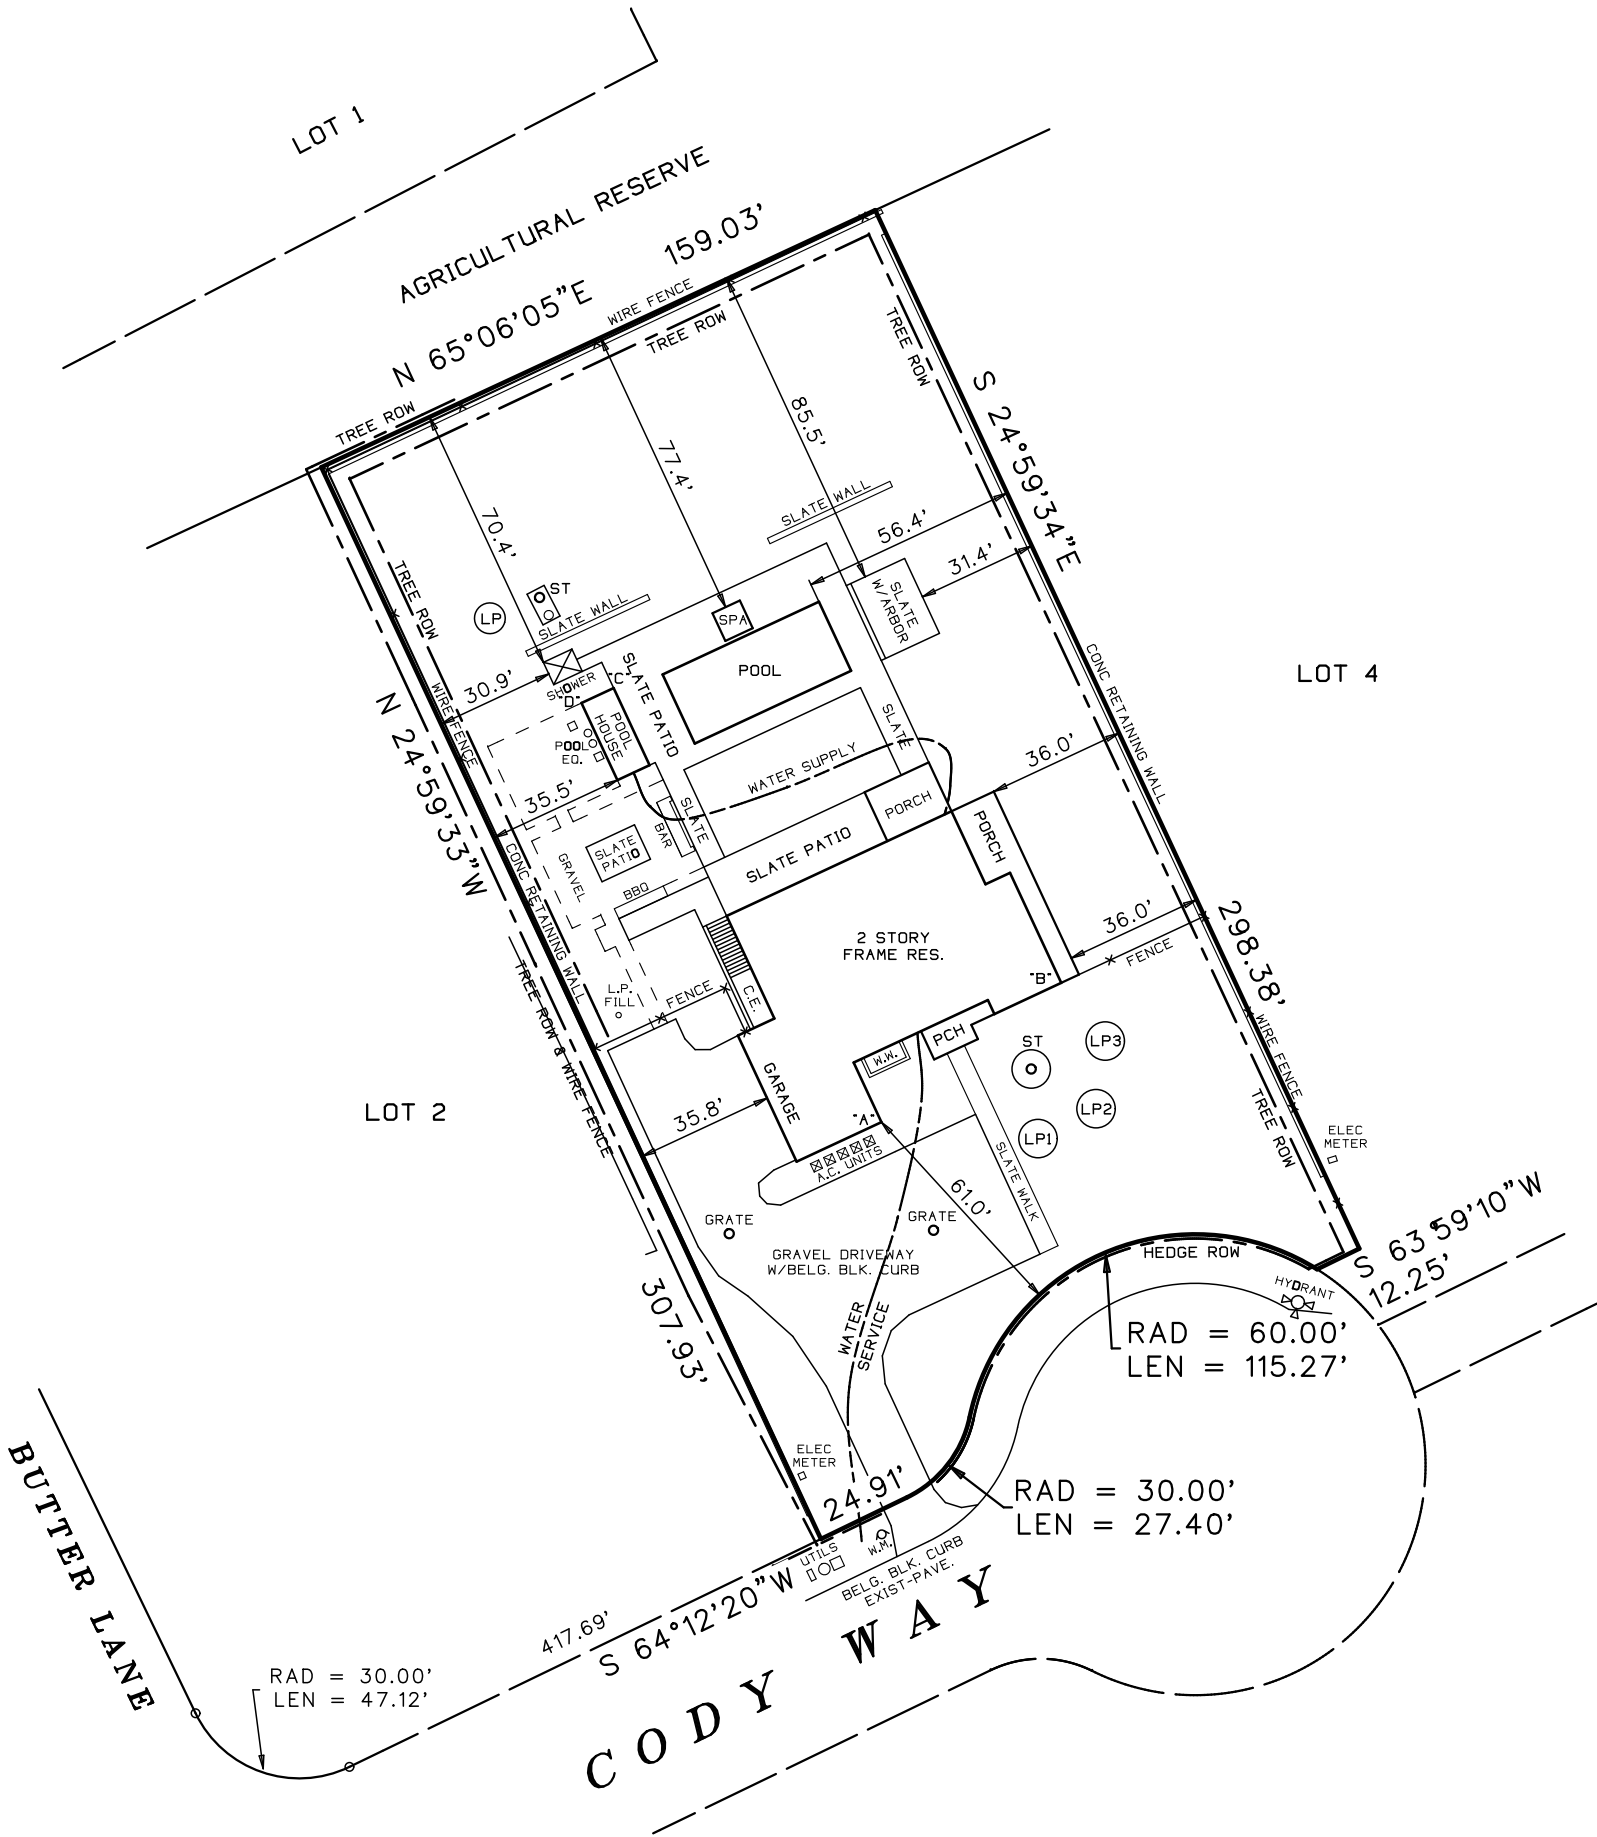 LOT 1
AGRICULTURAL RESERVE
N 65°06'05"E
159.03'
WIRE FENCE
TREE ROW
TREE ROW
TREE ROW
S 24°59'34"E
85.5'
77.4'
70.4'
SLATE WALL
56.4'
31.4'
TREE ROW
ST
LP
SLATE WALL
SPA
SLATE
W/ARBOR
POOL
SHOWER
"C"
"D"
30.9'
WIRE FENCE
SLATE PATIO
POOL
HOUSE
POOL
EQ.
CONC RETAINING WALL
LOT 4
N 24°59'33"W
SLATE
WATER SUPPLY
36.0'
35.5'
PORCH
PORCH
BAR
SLATE
SLATE
PATIO
GRAVEL
SLATE PATIO
BBQ
CONC RETAINING WALL
2 STORY
FRAME RES.
36.0'
FENCE
298.38'
"B"
L.P.
FILL
FENCE
C.E.
TREE ROW & WIRE FENCE
PCH
W.W.
ST
LP3
LP2
LP1
WIRE FENCE
TREE ROW
GARAGE
LOT 2
35.8'
"A"
A.C. UNITS
SLATE WALK
61.0'
ELEC
METER
GRATE
GRATE
GRAVEL DRIVEWAY
W/BELG. BLK. CURB
HEDGE ROW
S 63°59'10"W
12.25'
HYDRANT
WATER
SERVICE
307.93'
RAD = 60.00'
LEN = 115.27'
ELEC
METER
24.91'
RAD = 30.00'
LEN = 27.40'
UTILS
W.M.
BELG. BLK. CURB
EXIST-PAVE.
S 64°12'20"W
417.69'
BUTTER LANE
RAD = 30.00'
LEN = 47.12'
CODY WAY